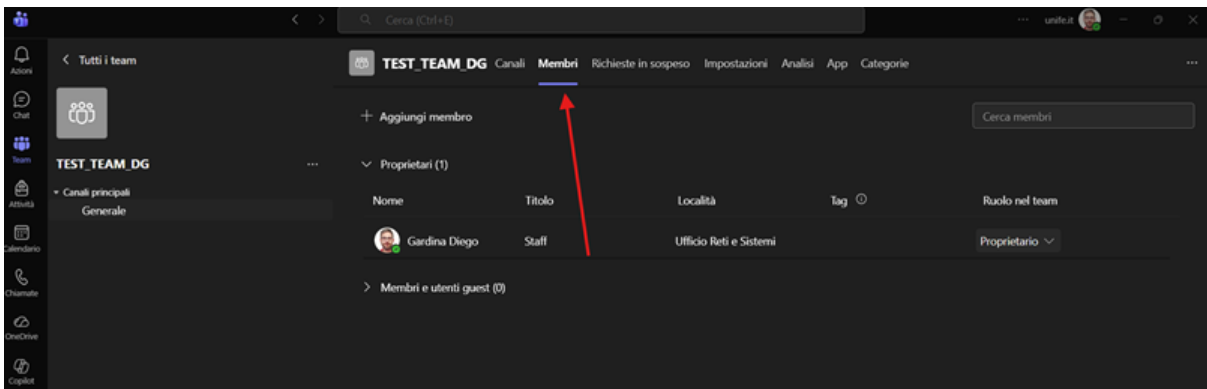 Cerca (Ctrl+E)
unife.it
Azioni
Chat
Team
Attività
Calendario
Chiamate
OneDrive
Copilot
Tutti i team
TEST_TEAM_DG
Canali principali
Generale
TEST_TEAM_DG Canali Membri Richieste in sospeso Impostazioni Analisi App Categorie
Aggiungi membro
Cerca membri
Proprietari (1)
Nome Titolo Località Tag Ruolo nel team
Gardina Diego Staff Ufficio Reti e Sistemi Proprietario
Membri e utenti guest (0)